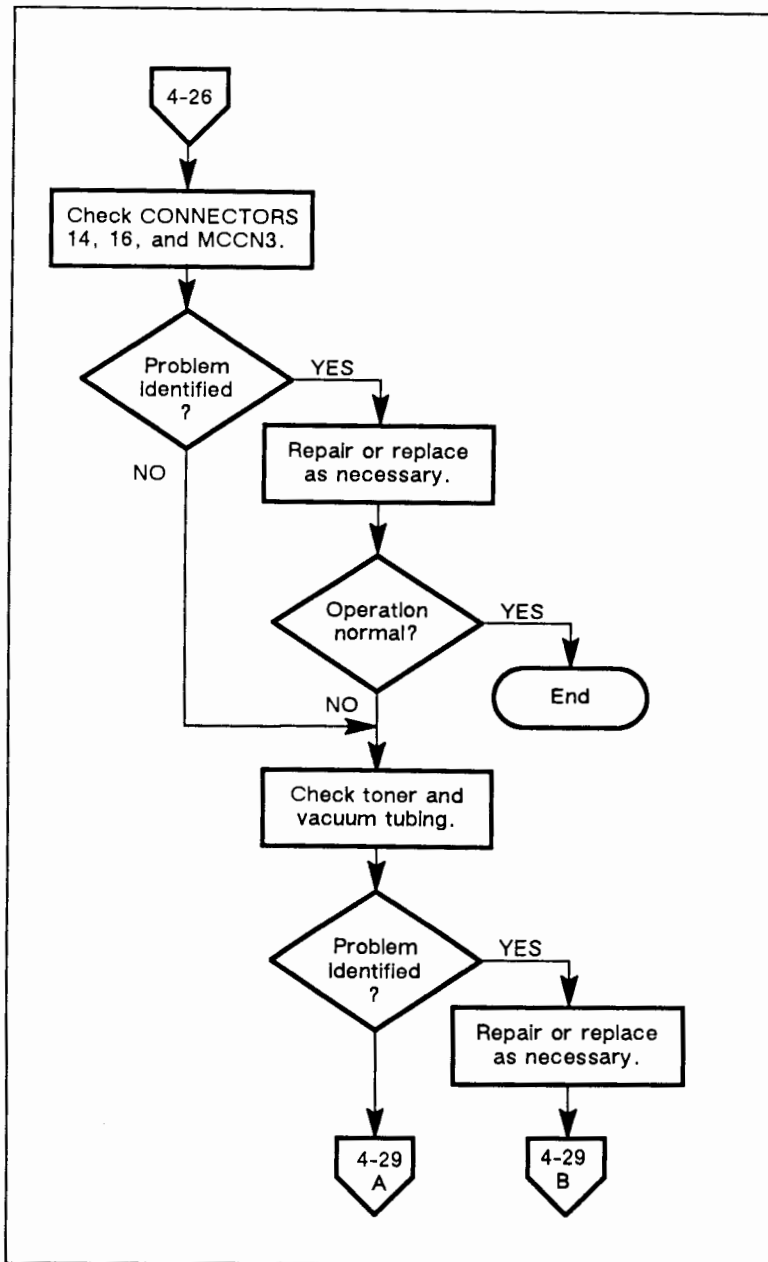 4-26
Check CONNECTORS
14, 16, and MCCN3.
Problem
identified
?
YES
NO
Repair or replace
as necessary.
Operation
normal?
YES
NO
End
Check toner and
vacuum tubing.
Problem
identified
?
YES
Repair or replace
as necessary.
4-29
A
4-29
B